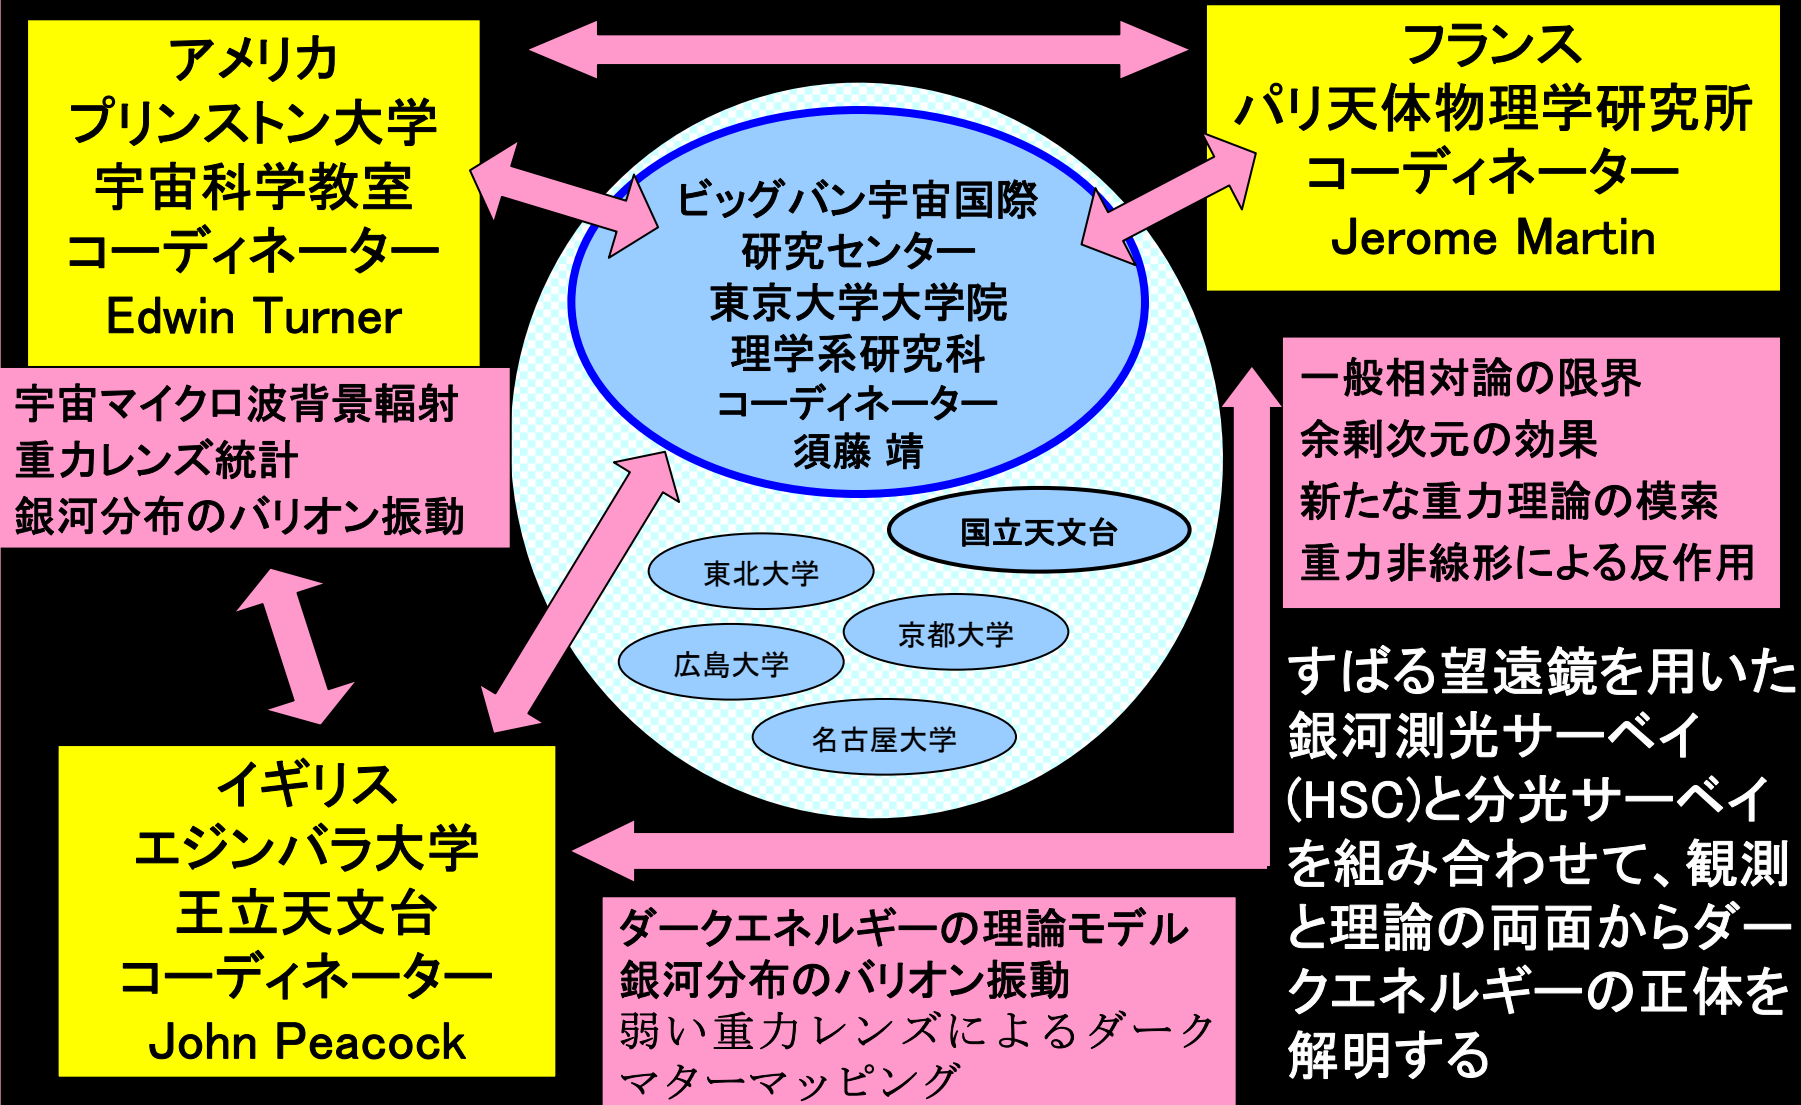 アメリカ
プリンストン大学
宇宙科学教室
コーディネーター
Edwin Turner
フランス
パリ天体物理学研究所
コーディネーター
Jerome Martin
ビッグバン宇宙国際
研究センター
東京大学大学院
理学系研究科
コーディネーター
須藤 靖
宇宙マイクロ波背景輻射
重力レンズ統計
銀河分布のバリオン振動
一般相対論の限界
余剰次元の効果
新たな重力理論の模索
重力非線形による反作用
国立天文台
東北大学
京都大学
広島大学
名古屋大学
イギリス
エジンバラ大学
王立天文台
コーディネーター
John Peacock
ダークエネルギーの理論モデル
銀河分布のバリオン振動
弱い重力レンズによるダーク
マターマッピング
すばる望遠鏡を用いた
銀河測光サーベイ
(HSC)と分光サーベイ
を組み合わせて、観測
と理論の両面からダー
クエネルギーの正体を
解明する